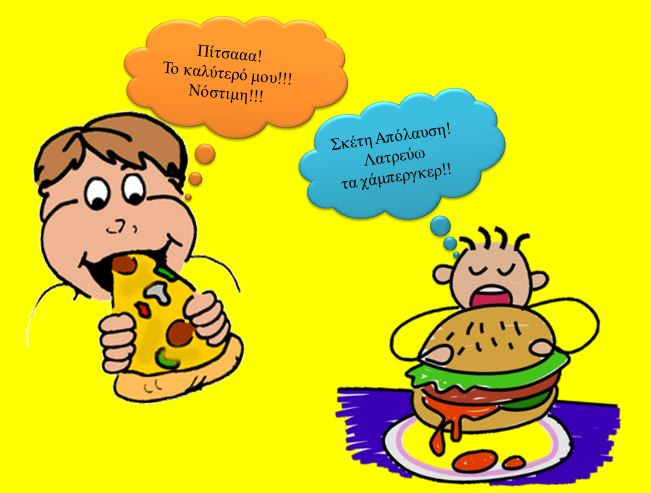 Πίτσααα!
Το καλύτερό μου!!!
Νόστιμη!!!
Σκέτη Απόλαυση!
Λατρεύω
τα χάμπεργκερ!!